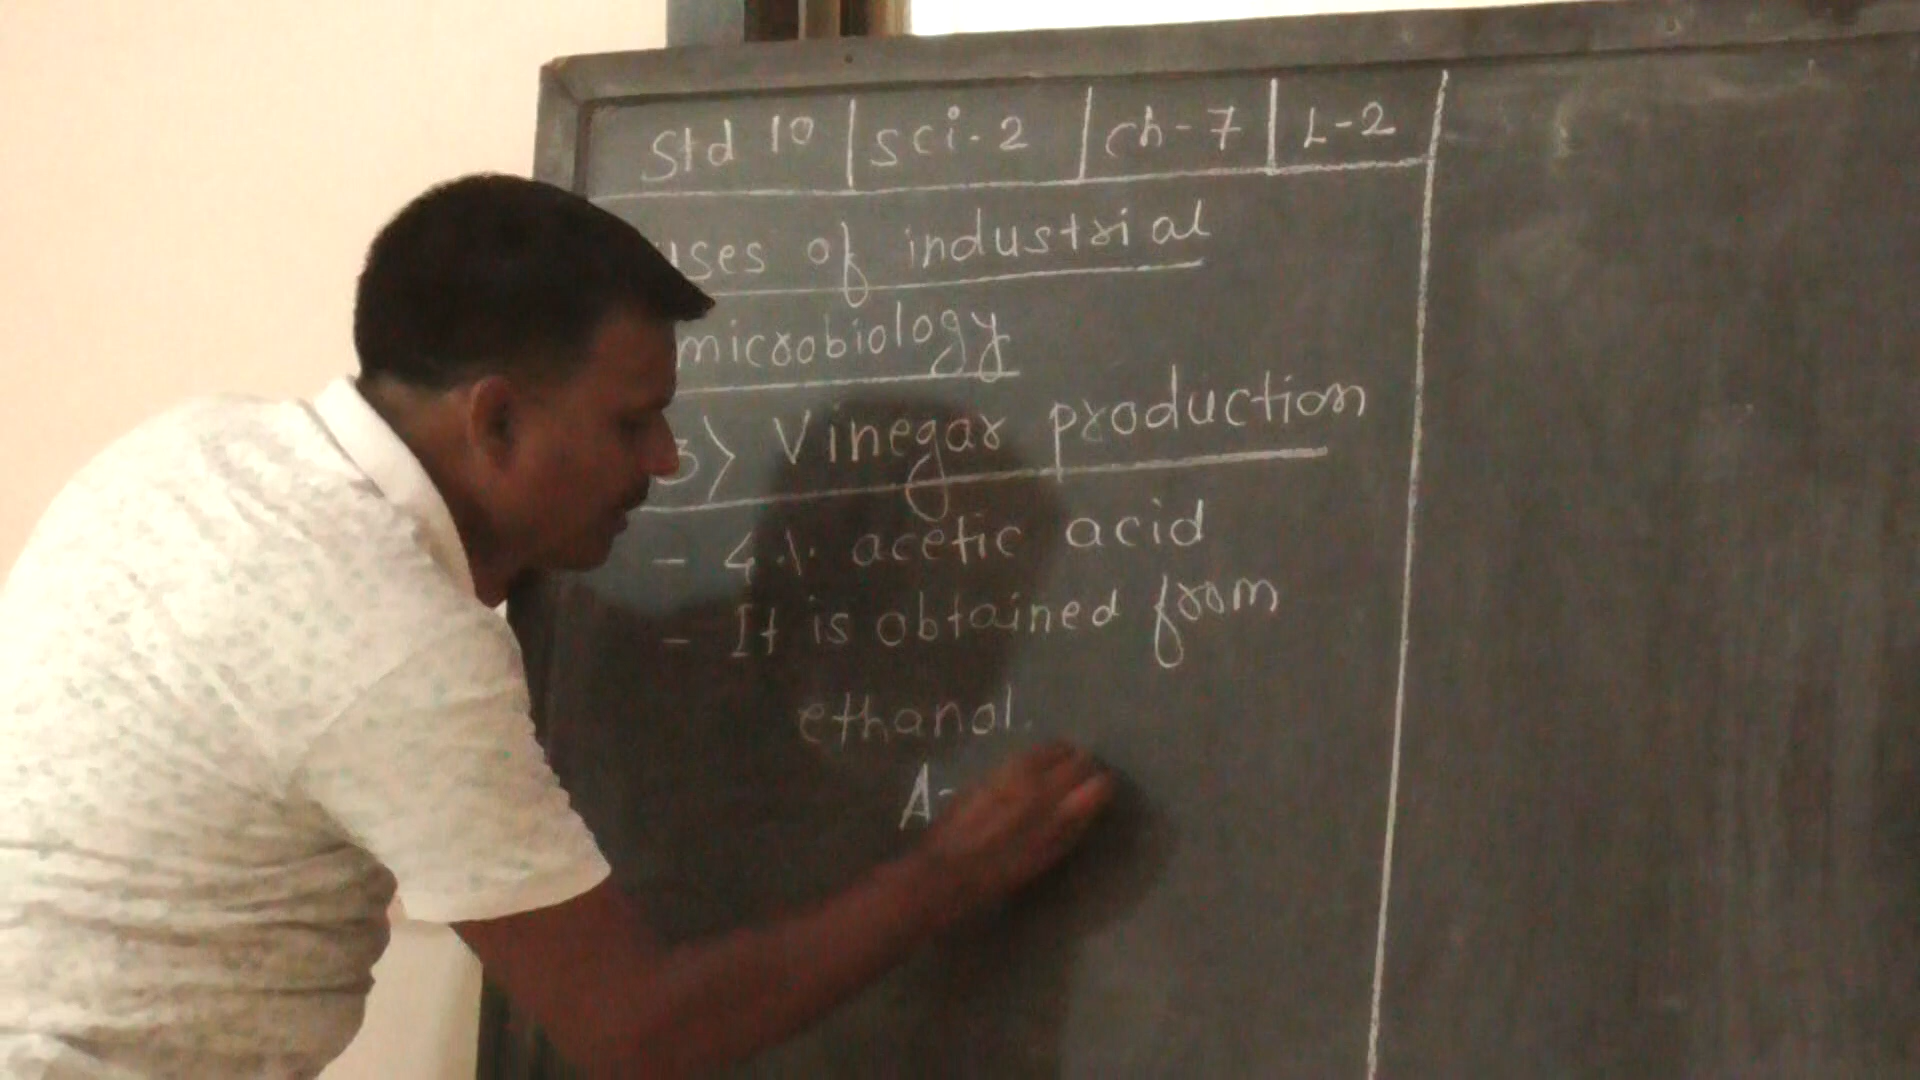 Std 10 | sci-2 | ch-7 | L-2
uses of industrial
microbiology
3) Vinegar production
- 4% acetic acid
- It is obtained from
ethanol.
A-